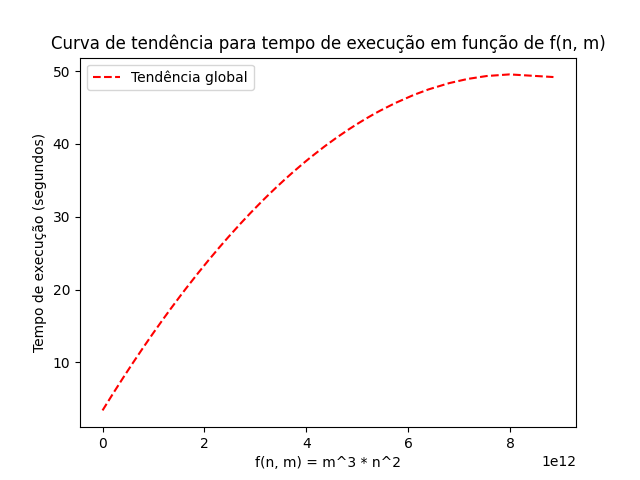 Curva de tendência para tempo de execução em função de f(n, m)
Tendência global
Tempo de execução (segundos)
50
40
30
20
10
0 2 4 6 8
1e12
f(n, m) = m^3 * n^2